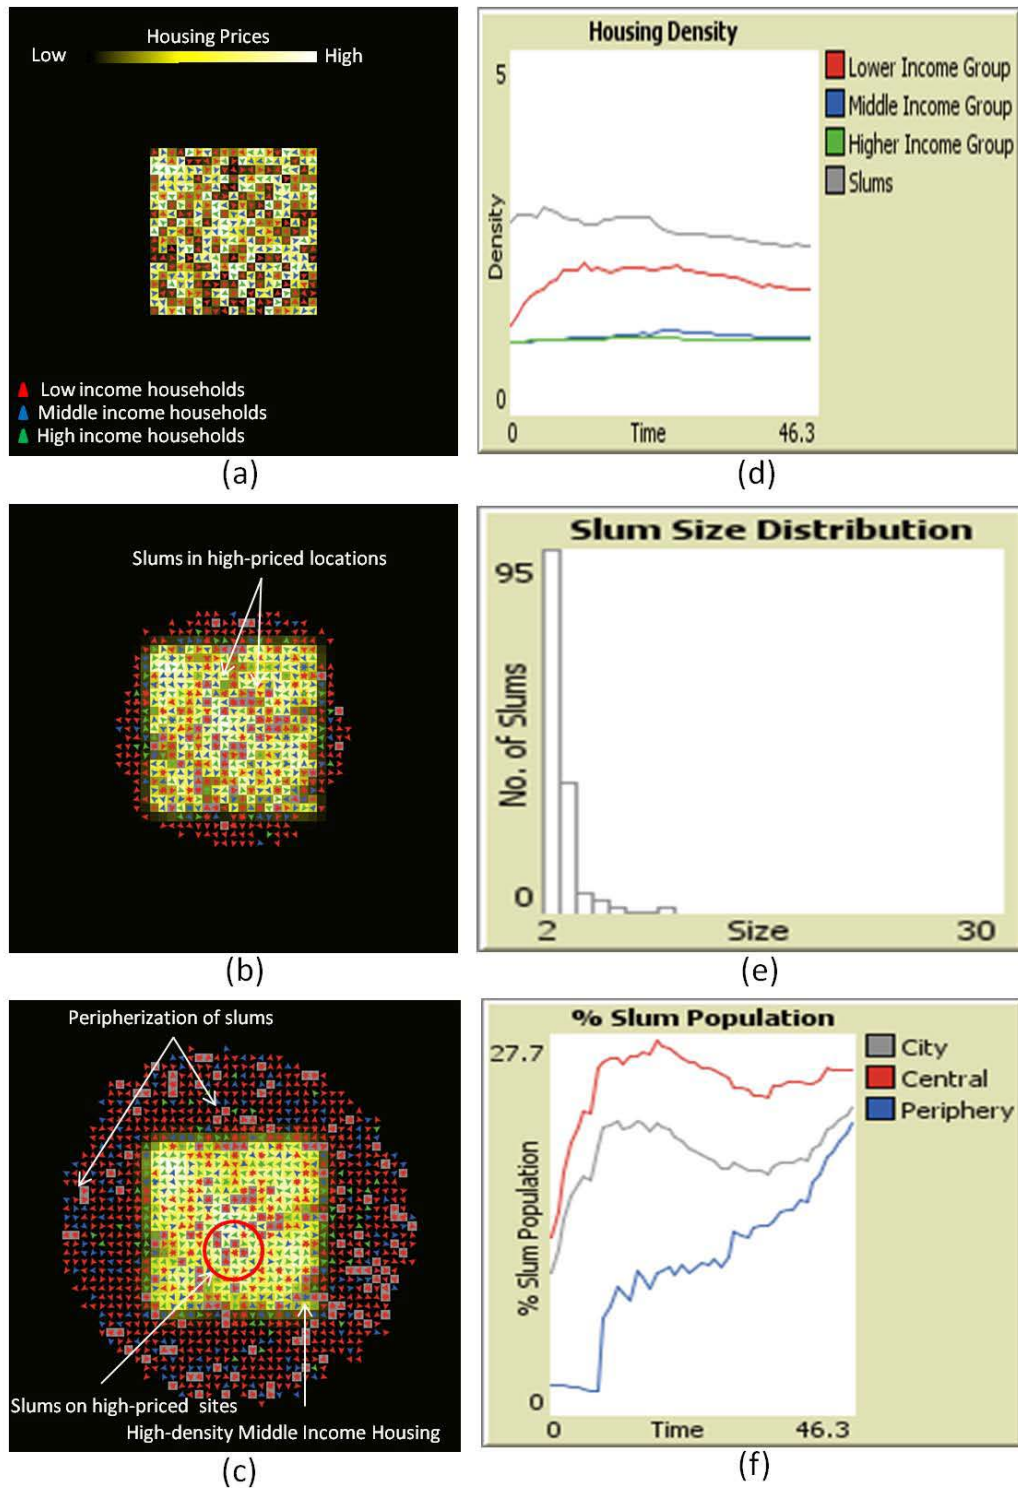 Housing Prices
Low High
Low income households
Middle income households
High income households
(a)
Housing Density
5
Density
0
0 Time 46.3
Lower Income Group
Middle Income Group
Higher Income Group
Slums
(d)
Slums in high-priced locations
(b)
Slum Size Distribution
95
No. of Slums
0
2 Size 30
(e)
Peripherization of slums
Slums on high-priced sites
High-density Middle Income Housing
(c)
% Slum Population
27.7
% Slum Population
0
0 Time 46.3
City
Central
Periphery
(f)